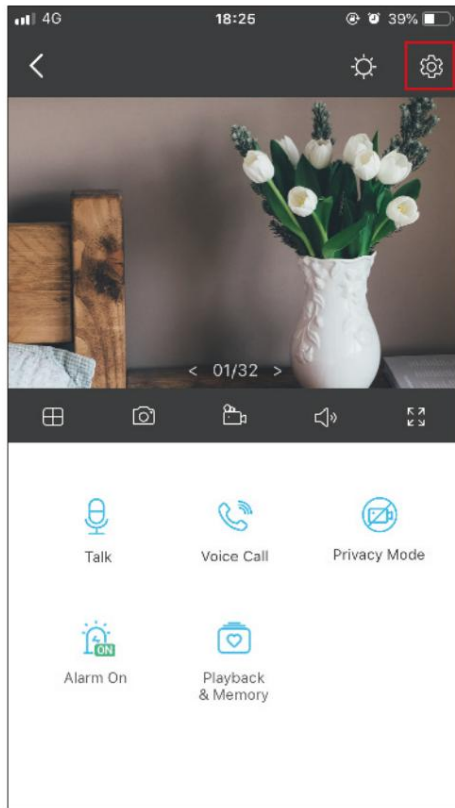 4G 18:25 39%
< 01/32 >
Talk Voice Call Privacy Mode
ON
Alarm On Playback
& Memory